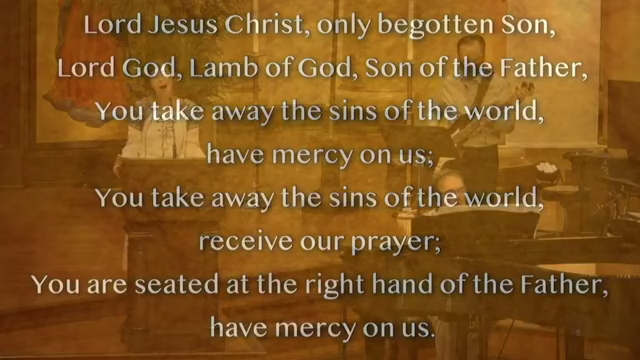 Lord Jesus Christ, only begotten Son,
Lord God, Lamb of God, Son of the Father,
You take away the sins of the world,
have mercy on us;
You take away the sins of the world,
receive our prayer;
You are seated at the right hand of the Father,
have mercy on us.